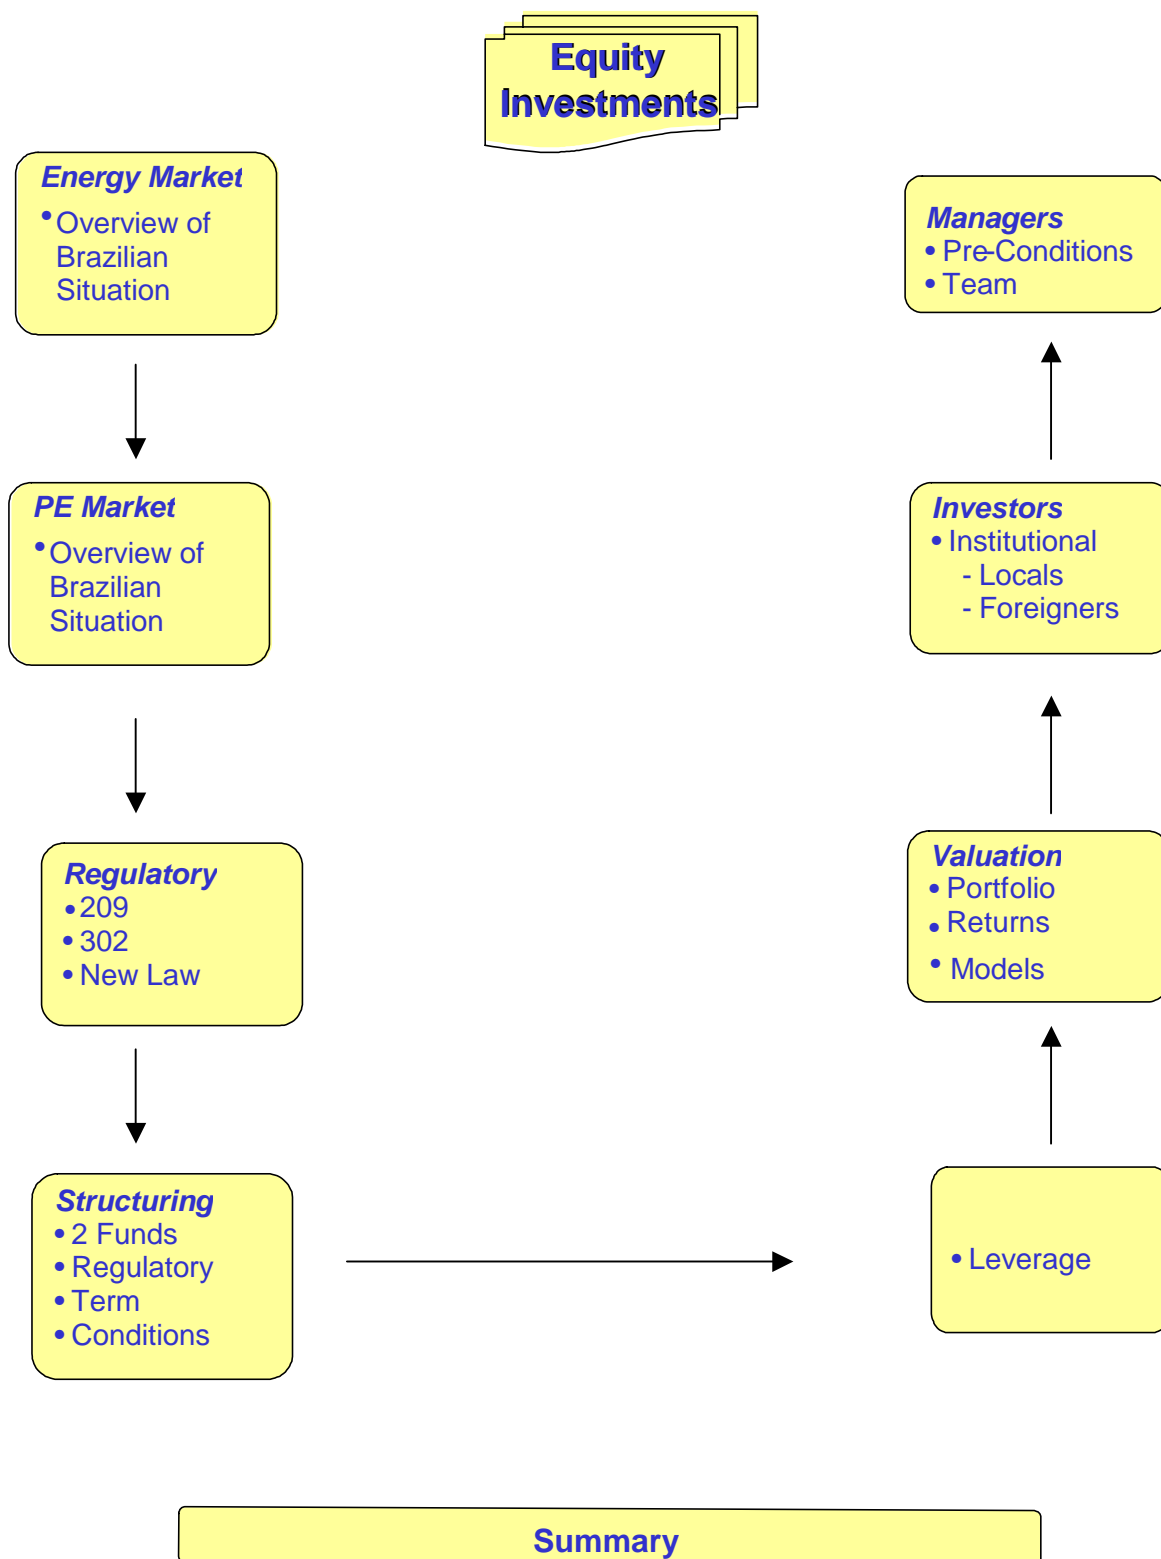 Equity
Investments
Energy Market
• Overview of
Brazilian
Situation
PE Market
• Overview of
Brazilian
Situation
Regulatory
• 209
• 302
• New Law
Structuring
• 2 Funds
• Regulatory
• Term
• Conditions
• Leverage
Valuation
• Portfolio
• Returns
• Models
Investors
• Institutional
- Locals
- Foreigners
Managers
• Pre-Conditions
• Team
Summary